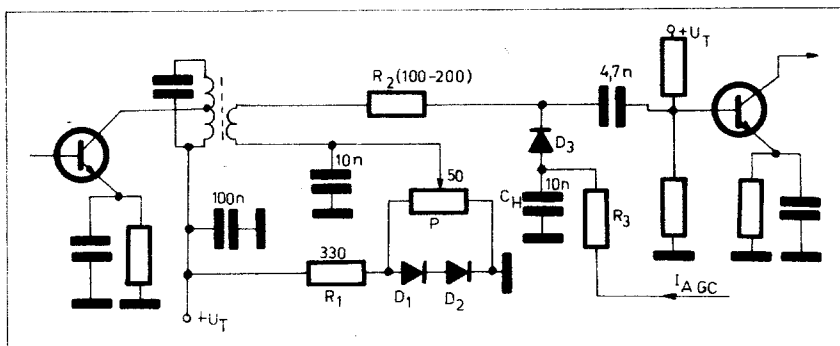 +U_T
R_2(100-200)
4,7n
D_3
10n
50
P
100n
C_H
10n
R_3
330
R_1
D_1
D_2
I_AGC
+U_T